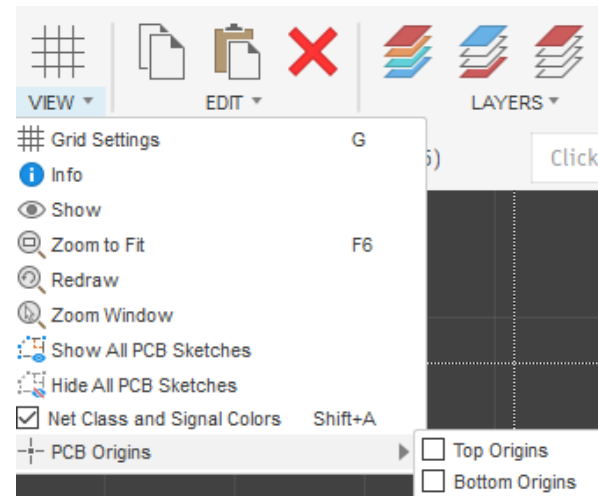 VIEW EDIT LAYERS
Grid Settings G
Info
Show
Zoom to Fit F6
Redraw
Zoom Window
Show All PCB Sketches
Hide All PCB Sketches
Net Class and Signal Colors Shift+A
PCB Origins
Click
Top Origins
Bottom Origins